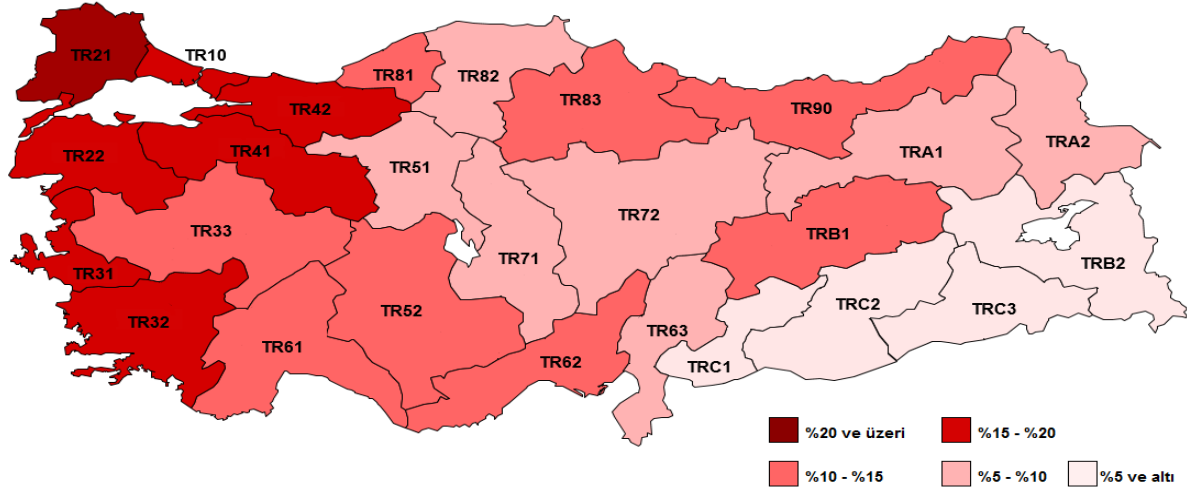 TR21
TR10
TR81
TR82
TR42
TR83
TR90
TR22
TR41
TR51
TRA1
TRA2
TR33
TR72
TRB1
TR31
TR71
TRB2
TR32
TR52
TRC2
TRC3
TR61
TR62
TR63
TRC1
%20 ve üzeri
%15 - %20
%10 - %15
%5 - %10
%5 ve altı